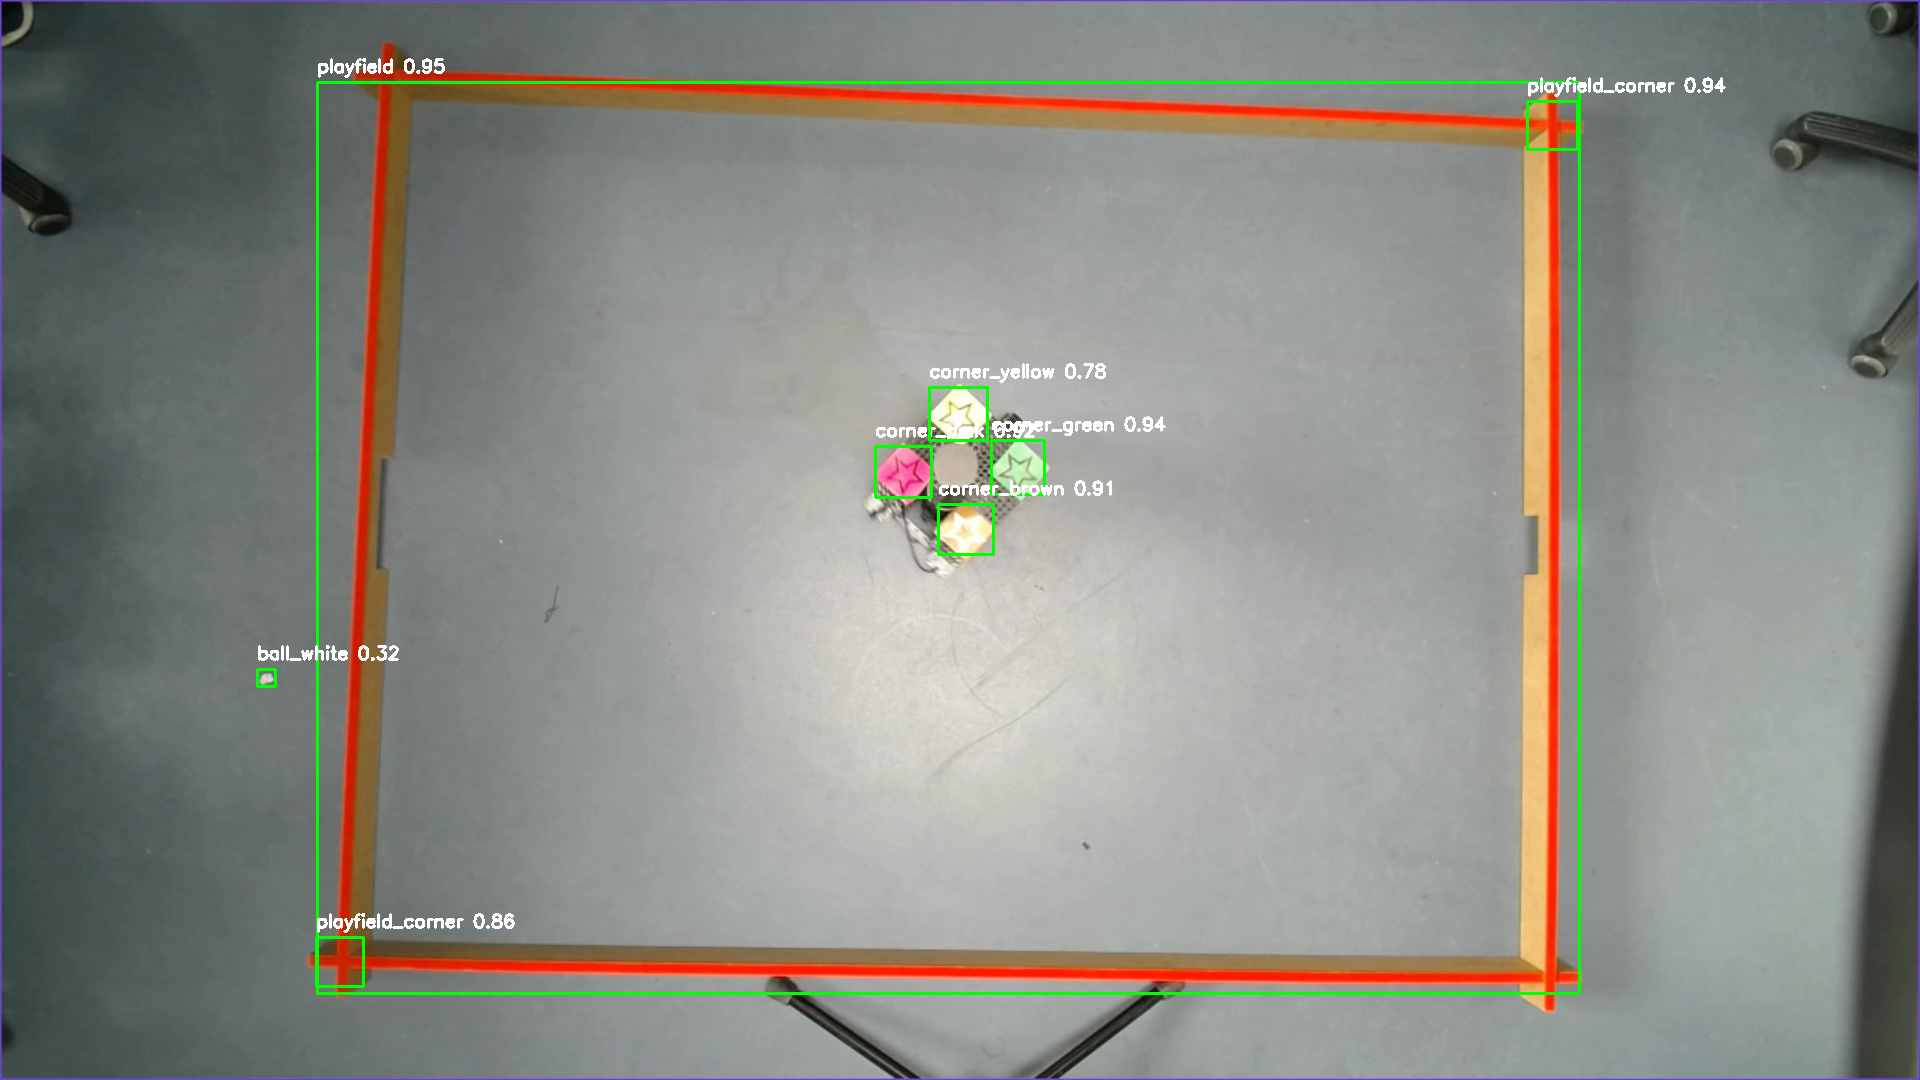 playfield 0.95
playfield_corner 0.94
corner_yellow 0.78
corner_green 0.94
corner_brown 0.91
ball_white 0.32
playfield_corner 0.86